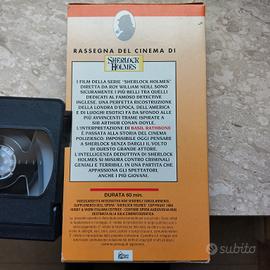 RASSEGNA DEL CINEMA DI
SHERLOCK
HOLMES
I FILM DELLA SERIE "SHERLOCK HOLMES"
DIRETTA DA ROY WILLIAM NEILL SONO
SICURAMENTE I PIÙ BELLI TRA QUELLI
DEDICATI AL FAMOSO DETECTIVE
INGLESE. UNA PERFETTA RICOSTRUZIONE
DELLA LONDRA D'EPOCA, DELL'AMERICA
E DI LUOGHI ESOTICI FA DA SFONDO ALLE
PIÙ AVVINCENTI TRAME ISPIRATE A
SIR ARTHUR CONAN DOYLE.
L'INTERPRETAZIONE DI BASIL RATHBONE
È PASSATA ALLA STORIA DEL CINEMA
POLIZIESCO: IMPOSSIBILE OGGI PENSARE
A SHERLOCK SENZA DARGLI IL VOLTO
DI QUESTO GRANDE ATTORE.
L'INTELLIGENZA DEDUTTIVA DI SHERLOCK
HOLMES SI MISURA CONTRO CRIMINALI
GENIALI E TERRIBILI, IN UNA PARTITA CHE
APPASSIONA GLI SPETTATORI,
ANCHE I PIÙ GIOVANI.
DURATA 60 min.
subito